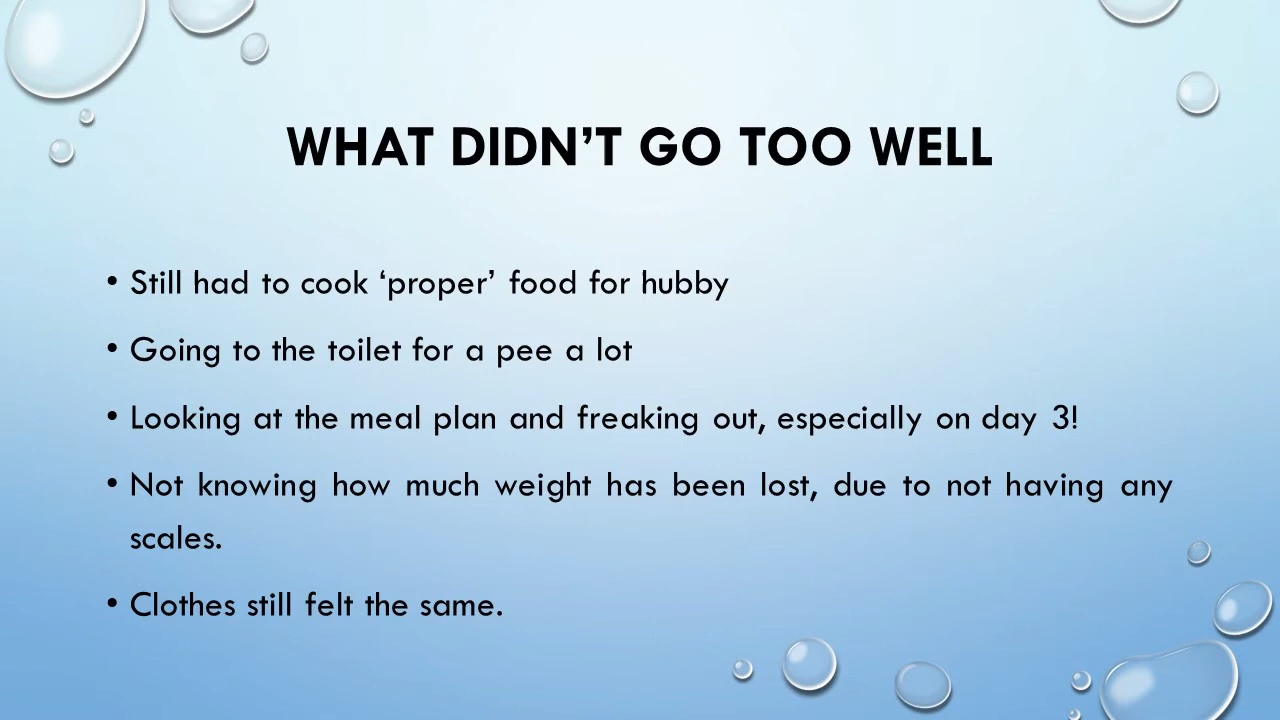 WHAT DIDN’T GO TOO WELL
• Still had to cook ‘proper’ food for hubby
• Going to the toilet for a pee a lot
• Looking at the meal plan and freaking out, especially on day 3!
• Not knowing how much weight has been lost, due to not having any
scales.
• Clothes still felt the same.